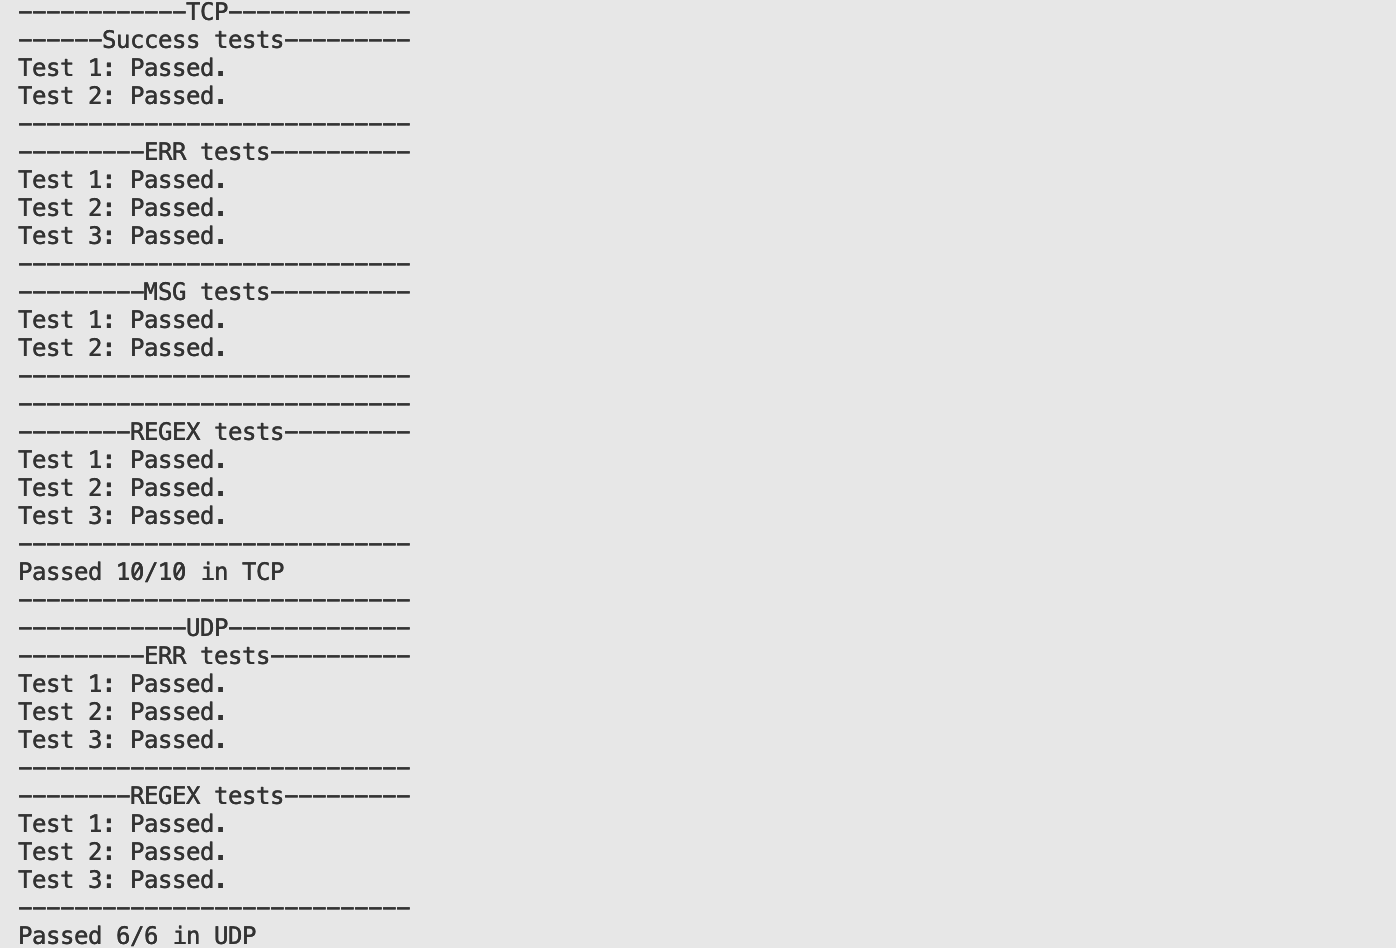 ------------TCP-------------
------Success tests---------
Test 1: Passed.
Test 2: Passed.
----------------------------
---------ERR tests----------
Test 1: Passed.
Test 2: Passed.
Test 3: Passed.
----------------------------
---------MSG tests----------
Test 1: Passed.
Test 2: Passed.
----------------------------
----------------------------
--------REGEX tests---------
Test 1: Passed.
Test 2: Passed.
Test 3: Passed.
----------------------------
Passed 10/10 in TCP
----------------------------
------------UDP-------------
---------ERR tests----------
Test 1: Passed.
Test 2: Passed.
Test 3: Passed.
----------------------------
--------REGEX tests---------
Test 1: Passed.
Test 2: Passed.
Test 3: Passed.
----------------------------
Passed 6/6 in UDP